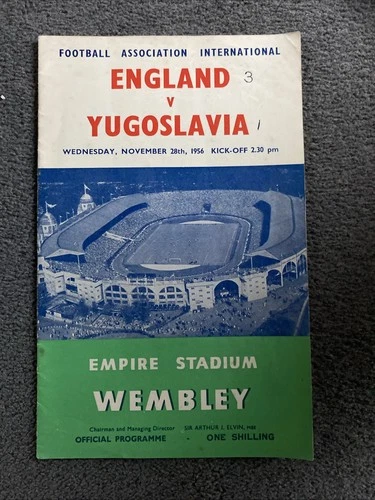 FOOTBALL ASSOCIATION INTERNATIONAL
ENGLAND 3
V
YUGOSLAVIA 1
WEDNESDAY, NOVEMBER 28th, 1956 KICK-OFF 2.30 pm
EMPIRE STADIUM
WEMBLEY
Chairman and Managing Director SIR ARTHUR J. ELVIN, MBE
OFFICIAL PROGRAMME - ONE SHILLING